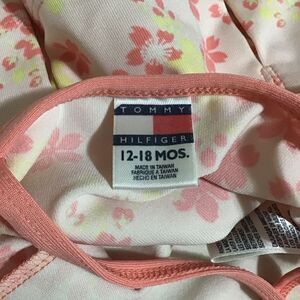 TOMMY
HILFIGER
12-18 MOS.
MADE IN TAIWAN
FABRIQUE A TAIWAN
HECHO EN TAIWAN